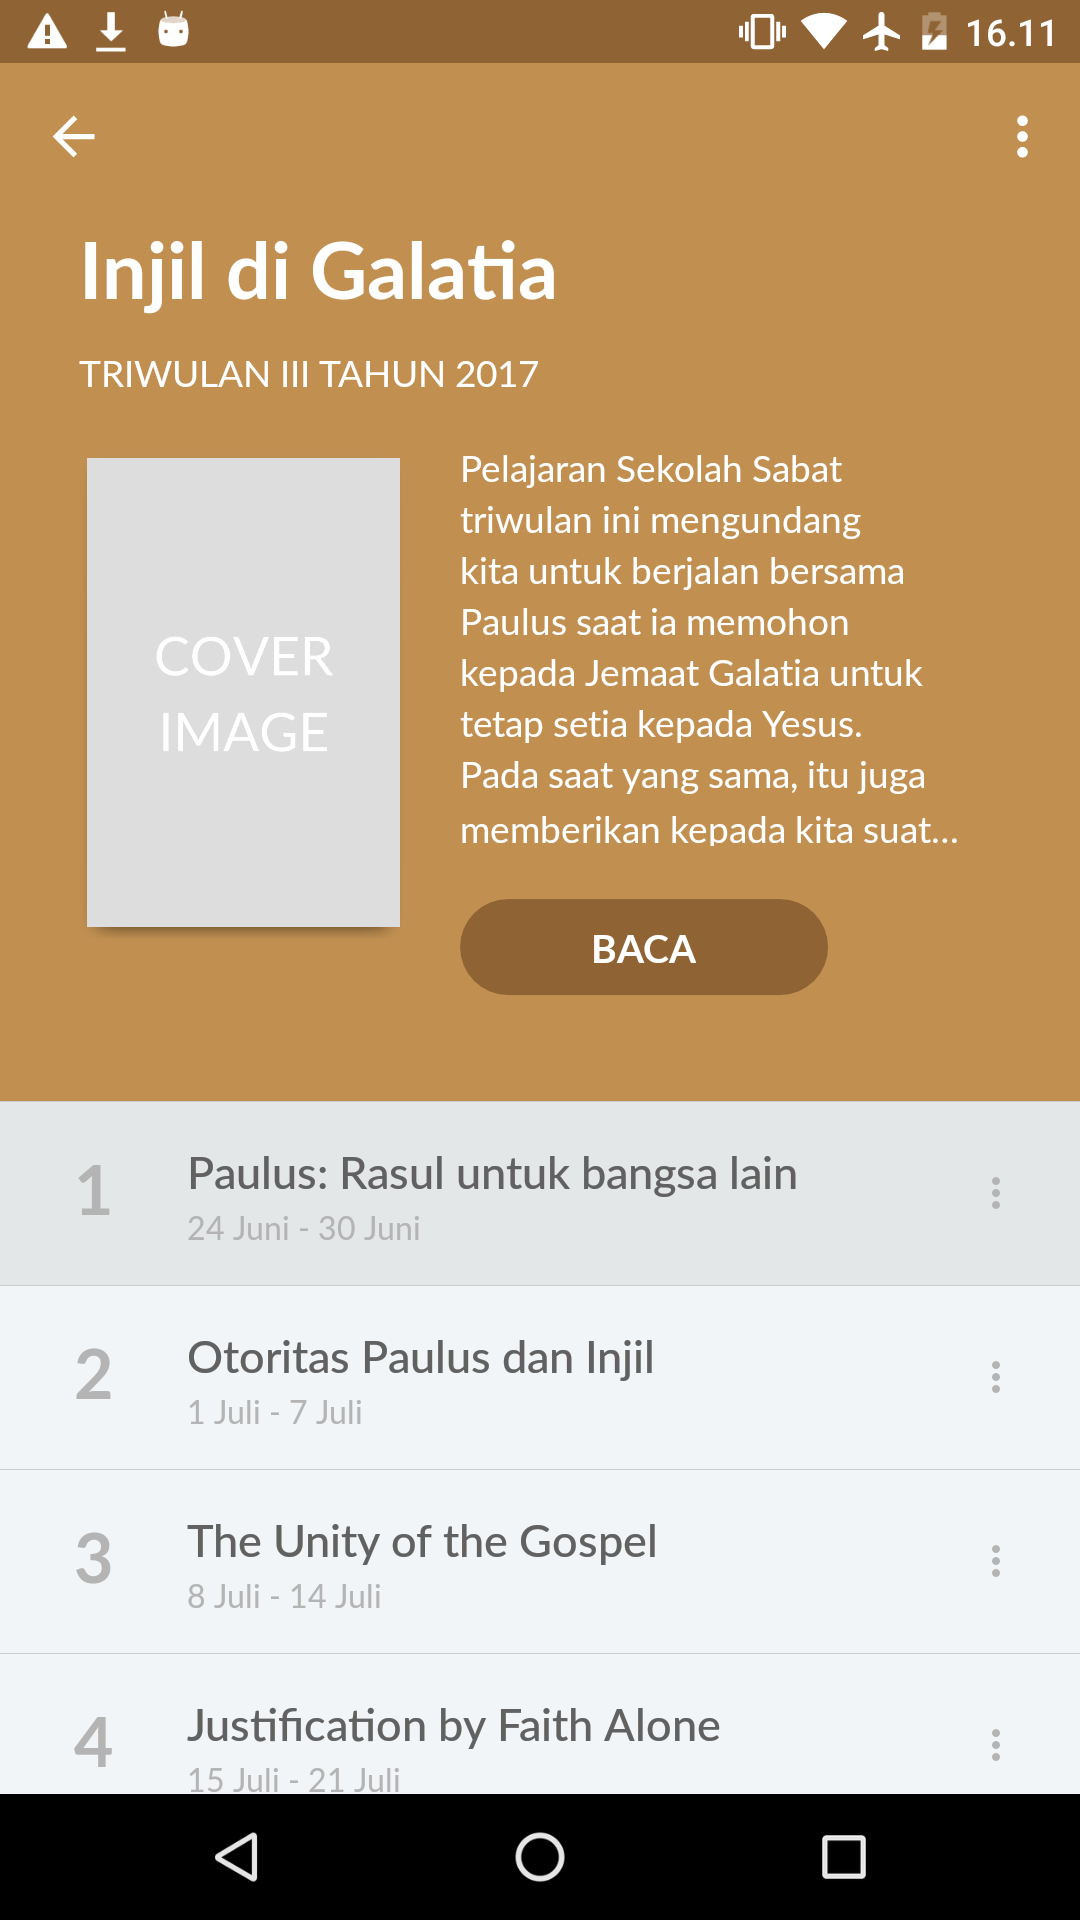 16.11
Injil di Galatia
TRIWULAN III TAHUN 2017
COVER
IMAGE
Pelajaran Sekolah Sabat
triwulan ini mengundang
kita untuk berjalan bersama
Paulus saat ia memohon
kepada Jemaat Galatia untuk
tetap setia kepada Yesus.
Pada saat yang sama, itu juga
memberikan kepada kita suat...
BACA
1
Paulus: Rasul untuk bangsa lain
24 Juni - 30 Juni
2
Otoritas Paulus dan Injil
1 Juli - 7 Juli
3
The Unity of the Gospel
8 Juli - 14 Juli
4
Justification by Faith Alone
15 Juli - 21 Juli